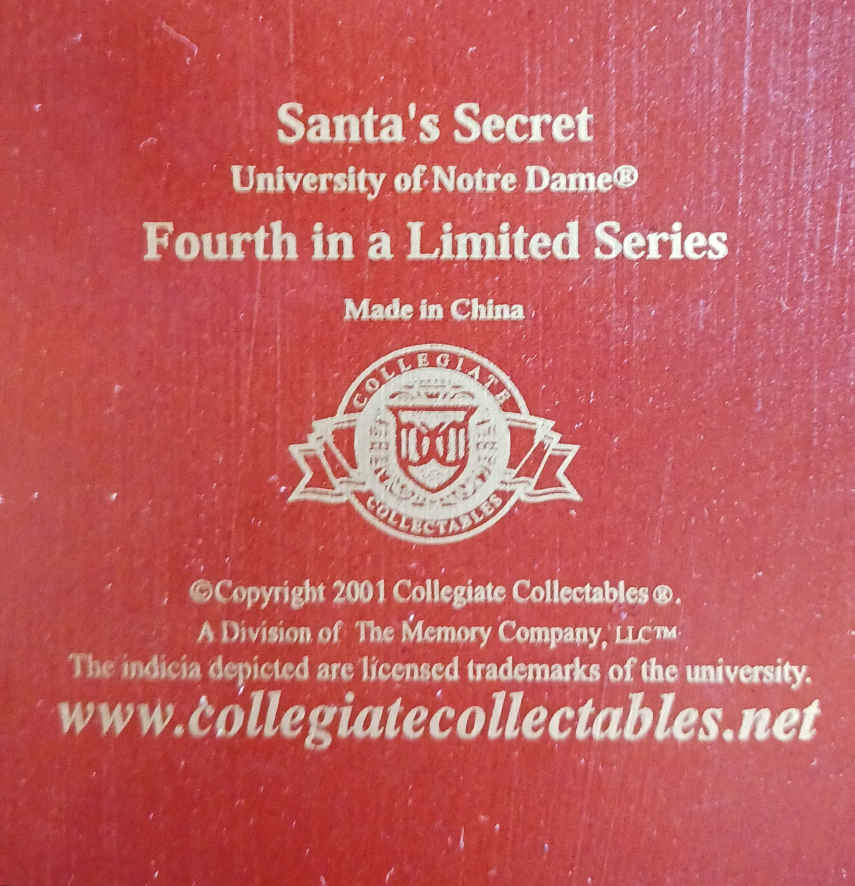 Santa's Secret
University of Notre Dame®
Fourth in a Limited Series
Made in China
COLLEGIATE
COLLECTABLES
©Copyright 2001 Collegiate Collectables®.
A Division of The Memory Company, LLC™
The indicia depicted are licensed trademarks of the university.
www.collegiatecollectables.net